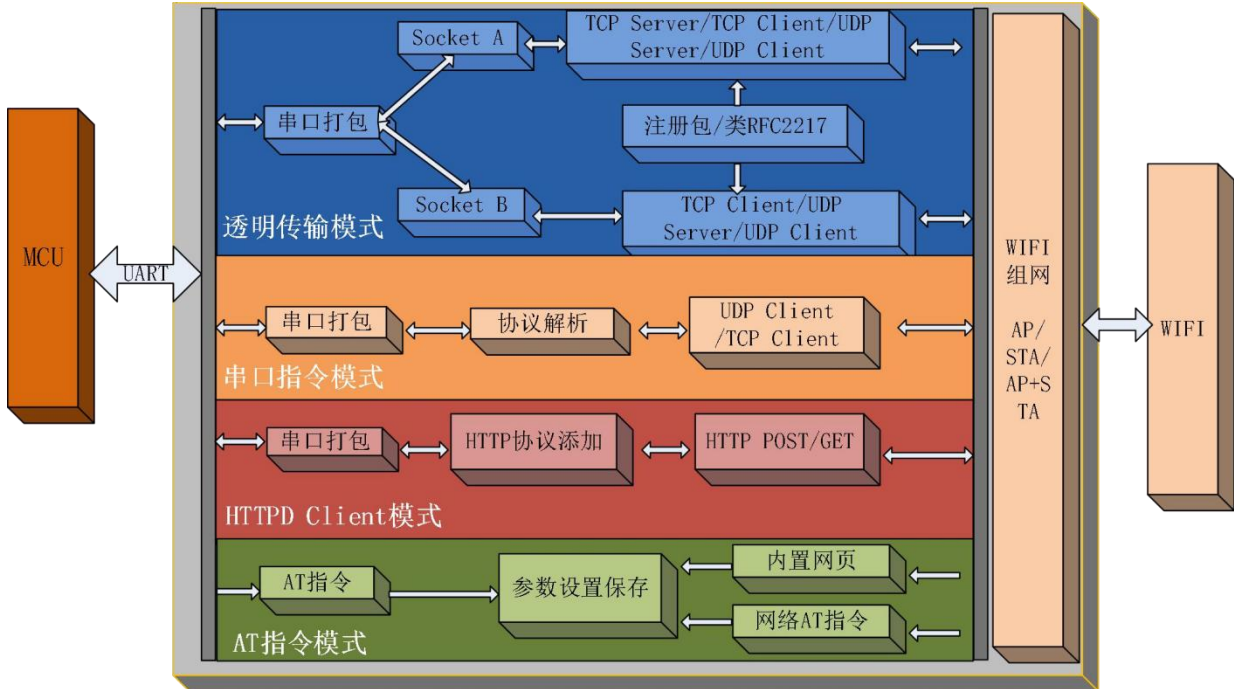 MCU
UART
Socket A
TCP Server/TCP Client/UDP
Server/UDP Client
串口打包
注册包/类RFC2217
Socket B
TCP Client/UDP
Server/UDP Client
透明传输模式
串口打包
协议解析
UDP Client
/TCP Client
串口指令模式
串口打包
HTTP协议添加
HTTP POST/GET
HTTPD Client模式
AT指令
参数设置保存
内置网页
网络AT指令
AT指令模式
WIFI
组网
AP/
STA/
AP+S
TA
WIFI